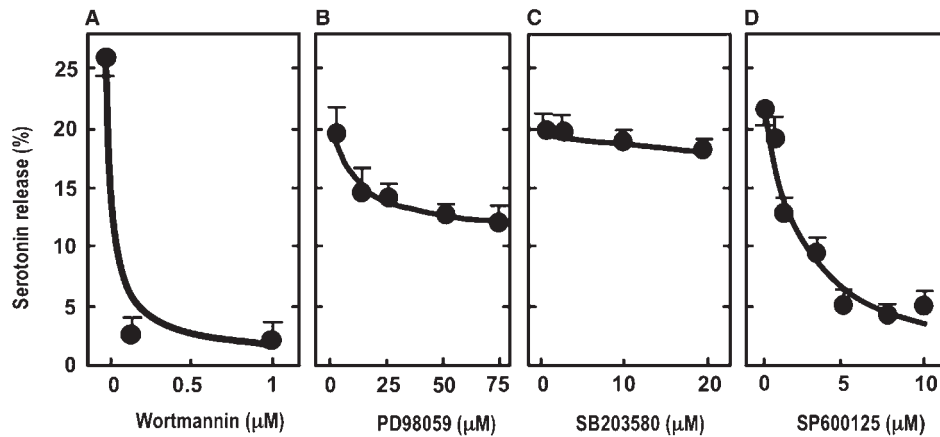 A B C D
Serotonin release (%)
25
20
15
10
5
0
0 0.5 1 0 25 50 75 0 10 20 0 5 10
Wortmannin (μM) PD98059 (μM) SB203580 (μM) SP600125 (μM)